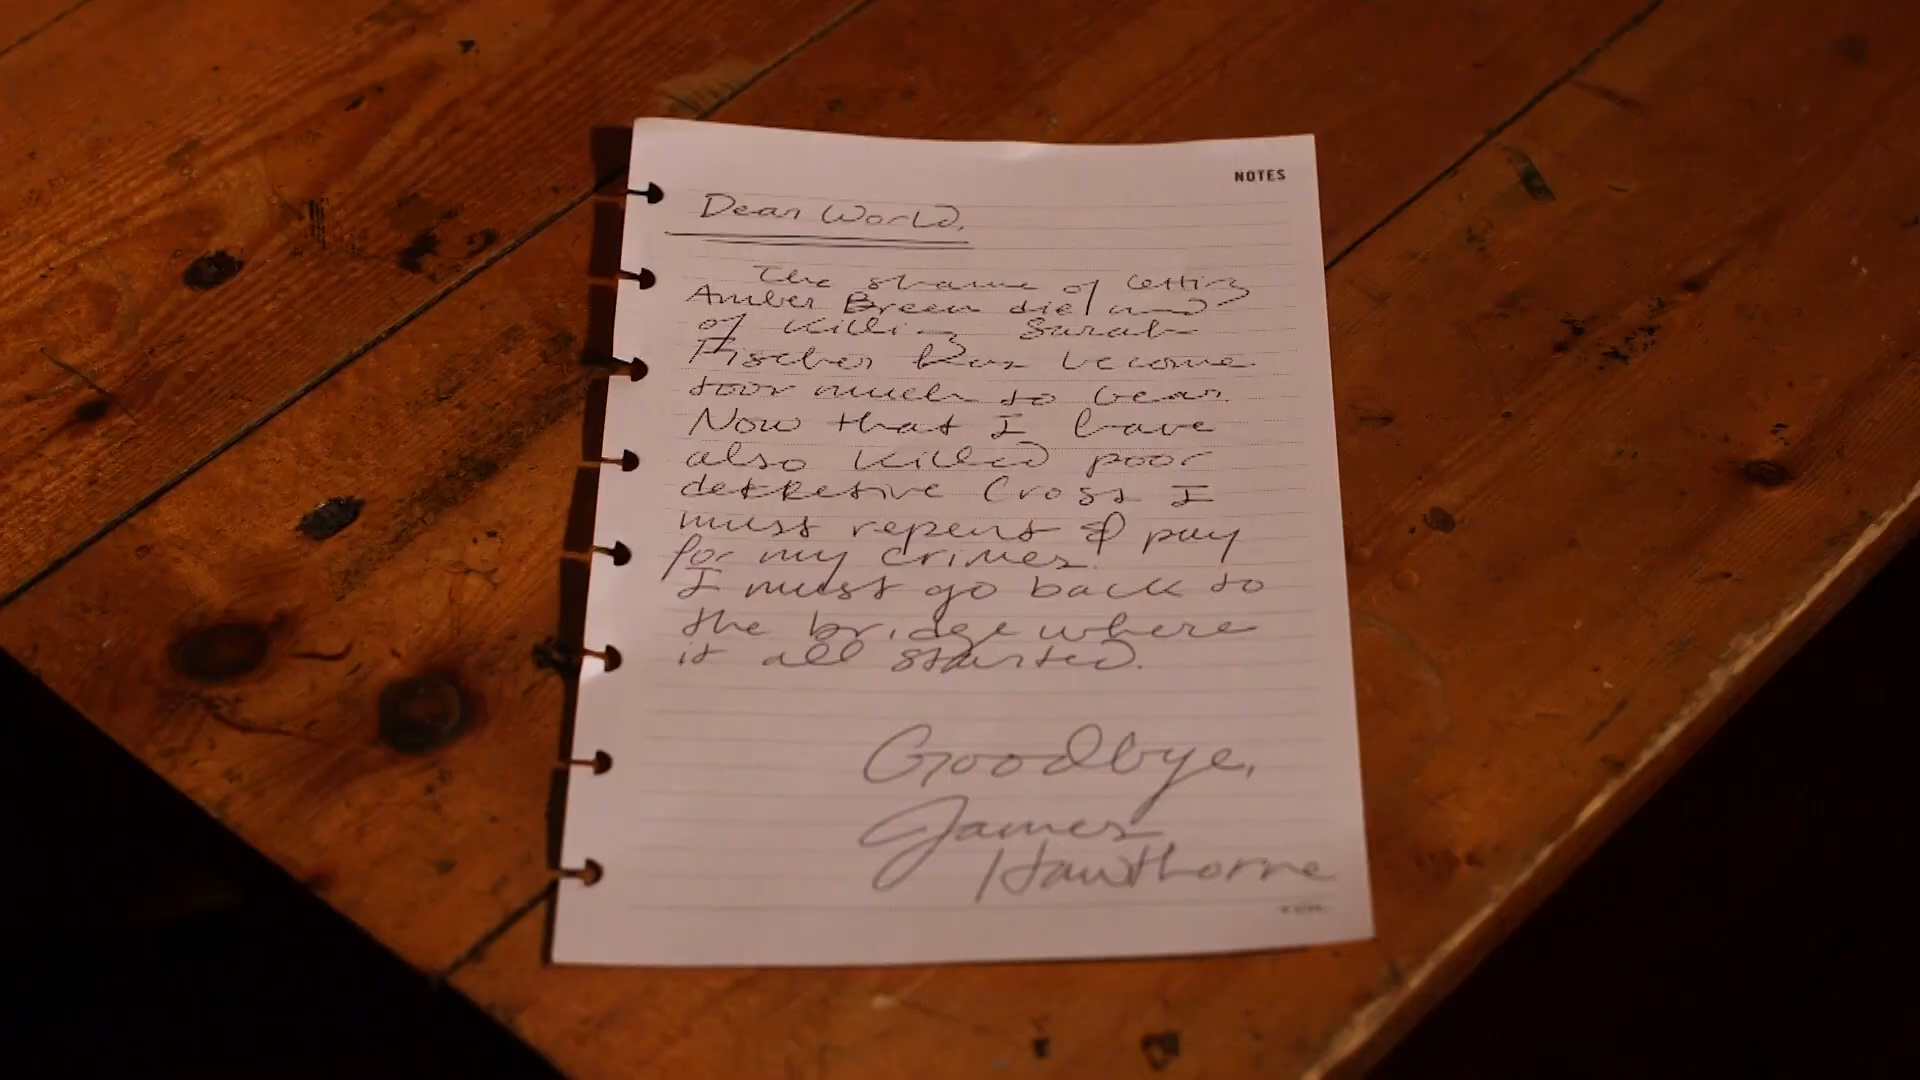 NOTES
Dear World,
The shame of letting
Amber Breen die and
of killing Sarah
Fischer has become
toor much to bear.
Now that I have
also killed poor
detketive Cross I
must repent & pay
for my crimes.
I must go back to
the bridge where
it all started.
Goodbye,
James
Hawthorne